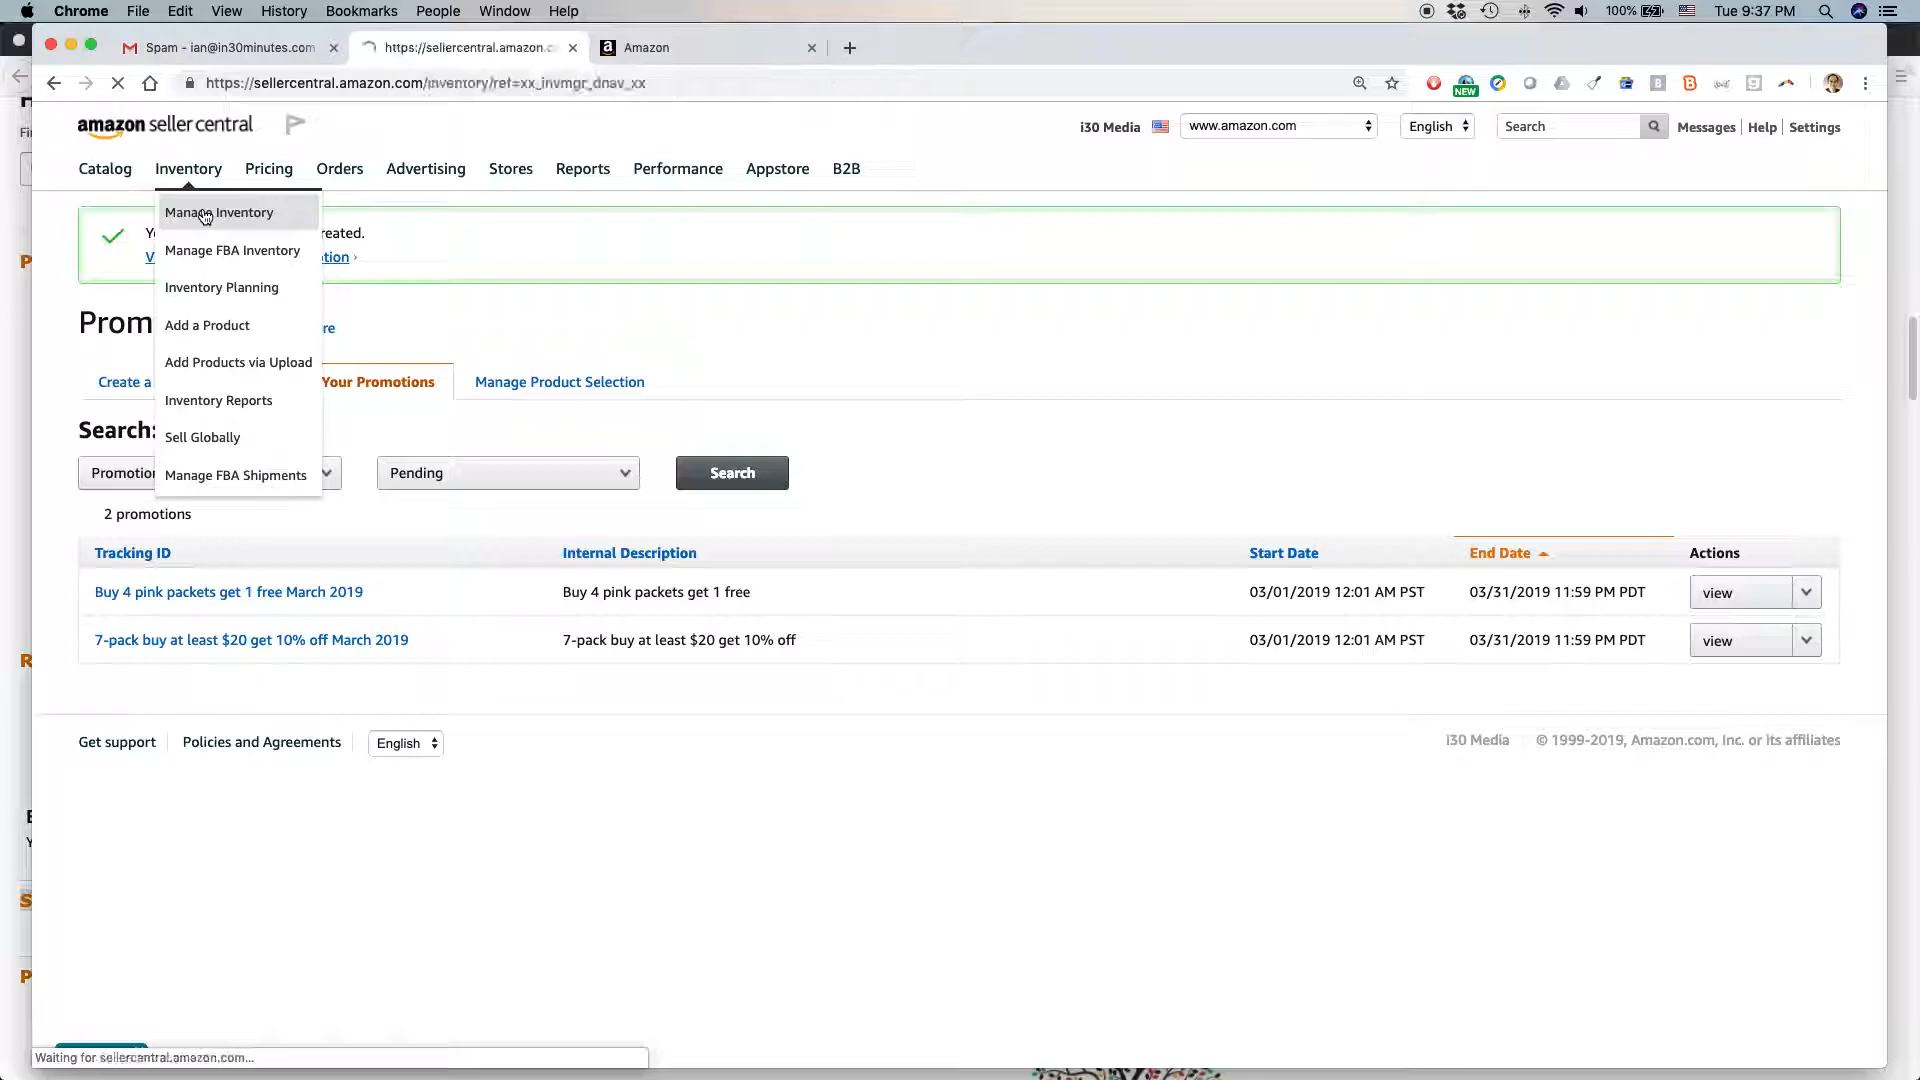 Chrome File Edit View History Bookmarks People Window Help 100% Tue 9:37 PM
Spam - ian@in30minutes.com https://sellercentral.amazon.c Amazon
https://sellercentral.amazon.com/inventory/ref=xx_invmgr_dnav_xx NEW
amazon seller central i30 Media www.amazon.com English Search Messages Help Settings
Catalog Inventory Pricing Orders Advertising Stores Reports Performance Appstore B2B
Manage Inventory
reated.
Manage FBA Inventory
tion ›
Inventory Planning
Prom re
Add a Product
Add Products via Upload
Create a Your Promotions Manage Product Selection
Inventory Reports
Search:
Sell Globally
Promotion Pending Search
Manage FBA Shipments
2 promotions
Tracking ID Internal Description Start Date End Date Actions
Buy 4 pink packets get 1 free March 2019 Buy 4 pink packets get 1 free 03/01/2019 12:01 AM PST 03/31/2019 11:59 PM PDT view
7-pack buy at least $20 get 10% off March 2019 7-pack buy at least $20 get 10% off 03/01/2019 12:01 AM PST 03/31/2019 11:59 PM PDT view
Get support Policies and Agreements English i30 Media © 1999-2019, Amazon.com, Inc. or its affiliates
Waiting for sellercentral.amazon.com...